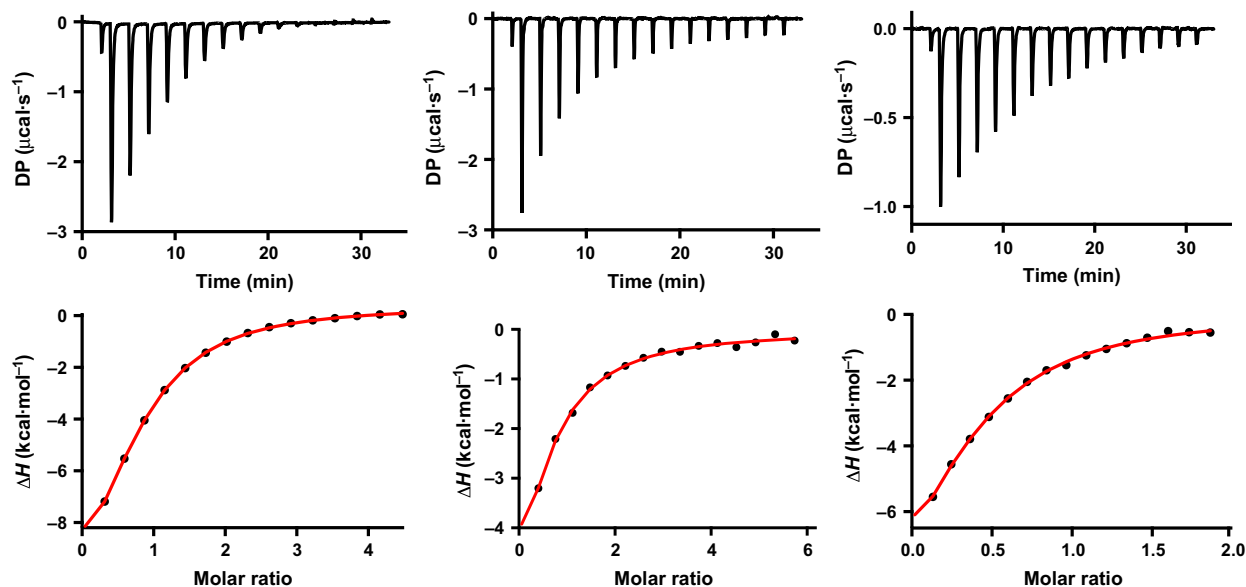 0
–1
–2
–3
DP (μcal·s⁻¹)
0 10 20 30
Time (min)
0
–1
–2
–3
DP (μcal·s⁻¹)
0 10 20 30
Time (min)
0.0
–0.5
–1.0
DP (μcal·s⁻¹)
0 10 20 30
Time (min)
0
–2
–4
–6
–8
ΔH (kcal·mol⁻¹)
0 1 2 3 4
Molar ratio
0
–1
–2
–3
–4
ΔH (kcal·mol⁻¹)
0 2 4 6
Molar ratio
0
–2
–4
–6
ΔH (kcal·mol⁻¹)
0.0 0.5 1.0 1.5 2.0
Molar ratio